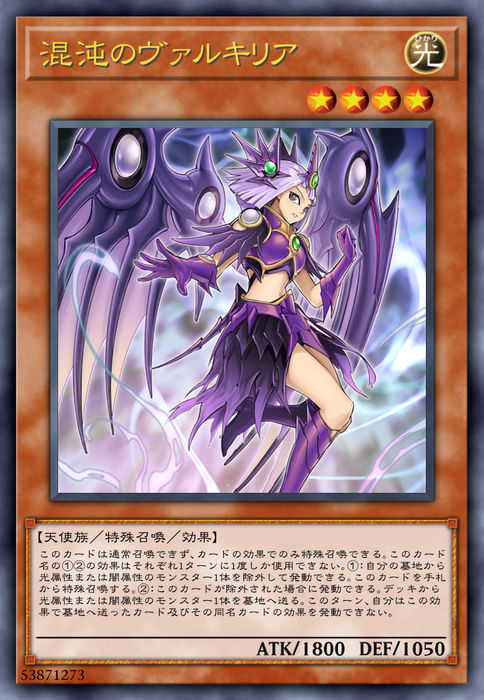 混沌のヴァルキリア
ひかり
光
【天使族／特殊召喚／効果】
このカードは通常召喚できず、カードの効果でのみ特殊召喚できる。このカード
名の①②の効果はそれぞれ1ターンに1度しか使用できない。①：自分の墓地から
光属性または闇属性のモンスター1体を除外して発動できる。このカードを手札
から特殊召喚する。②：このカードが除外された場合に発動できる。デッキから
光属性または闇属性のモンスター1体を墓地へ送る。このターン、自分はこの効
果で墓地へ送ったカード及びその同名カードの効果を発動できない。
ATK/1800 DEF/1050
53871273